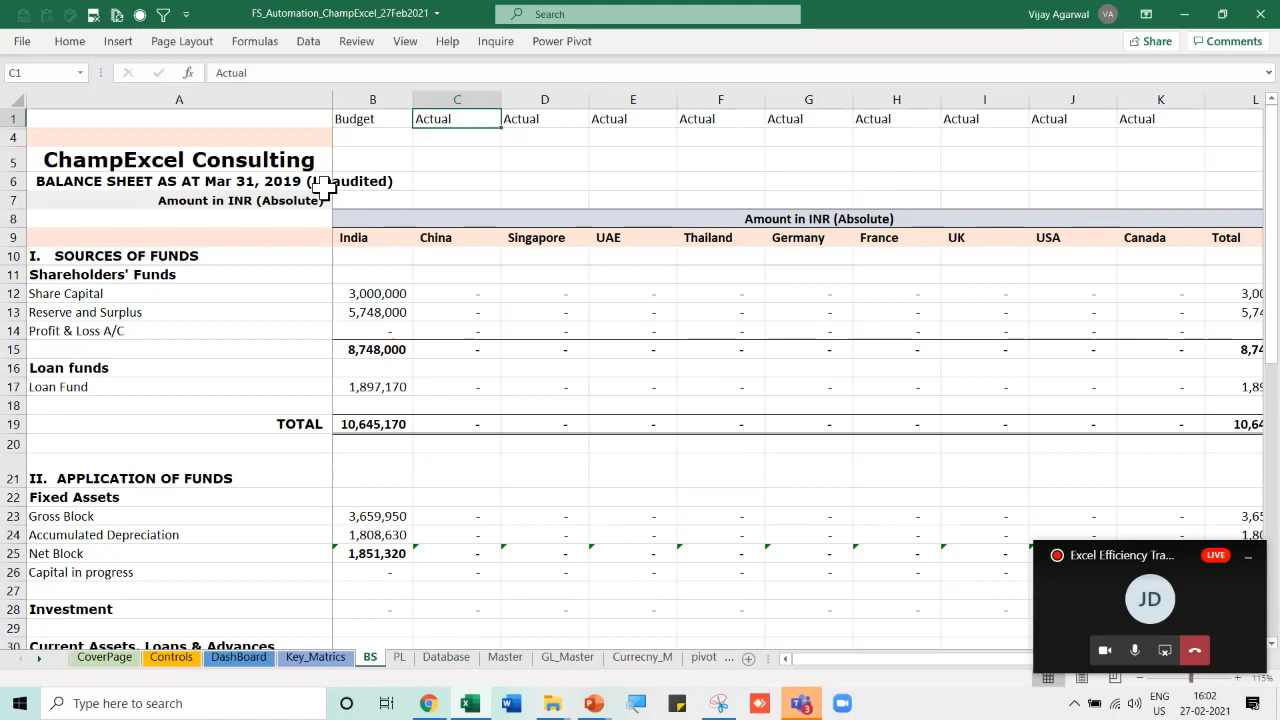 FS_Automation_ChampExcel_27Feb2021
Search
Vijay Agarwal
VA
File Home Insert Page Layout Formulas Data Review View Help Inquire Power Pivot
Share
Comments
C1
fx
Actual
A B C D E F G H I J K L
1 Budget Actual Actual Actual Actual Actual Actual Actual Actual Actual
4
5 ChampExcel Consulting
6 BALANCE SHEET AS AT Mar 31, 2019
7 Amount in INR (Absolute)
8 Amount in INR (Absolute)
9 India China Singapore UAE Thailand Germany France UK USA Canada Total
10 I. SOURCES OF FUNDS
11 Shareholders' Funds
12 Share Capital 3,000,000 - - - - - - - - -
13 Reserve and Surplus 5,748,000 - - - - - - - - -
14 Profit & Loss A/C - - - - - - - - - -
15 8,748,000 - - - - - - - - -
16 Loan funds
17 Loan Fund 1,897,170 - - - - - - - - -
18
19 TOTAL 10,645,170 - - - - - - - - -
20
21 II. APPLICATION OF FUNDS
22 Fixed Assets
23 Gross Block 3,659,950 - - - - - - - - -
24 Accumulated Depreciation 1,808,630 - - - - - - - - -
25 Net Block 1,851,320 - - - - - - -
26 Capital in progress - - - - - - - -
27
28 Investment - - - - - - - -
29
30 Current Assets, Loans & Advances
Excel Efficiency Tra...
LIVE
JD
CoverPage Controls DashBoard Key_Matrics BS PL Database Master GL_Master Currecny_M pivot ...
115%
Type here to search
3
ENG
US
16:02
27-02-2021